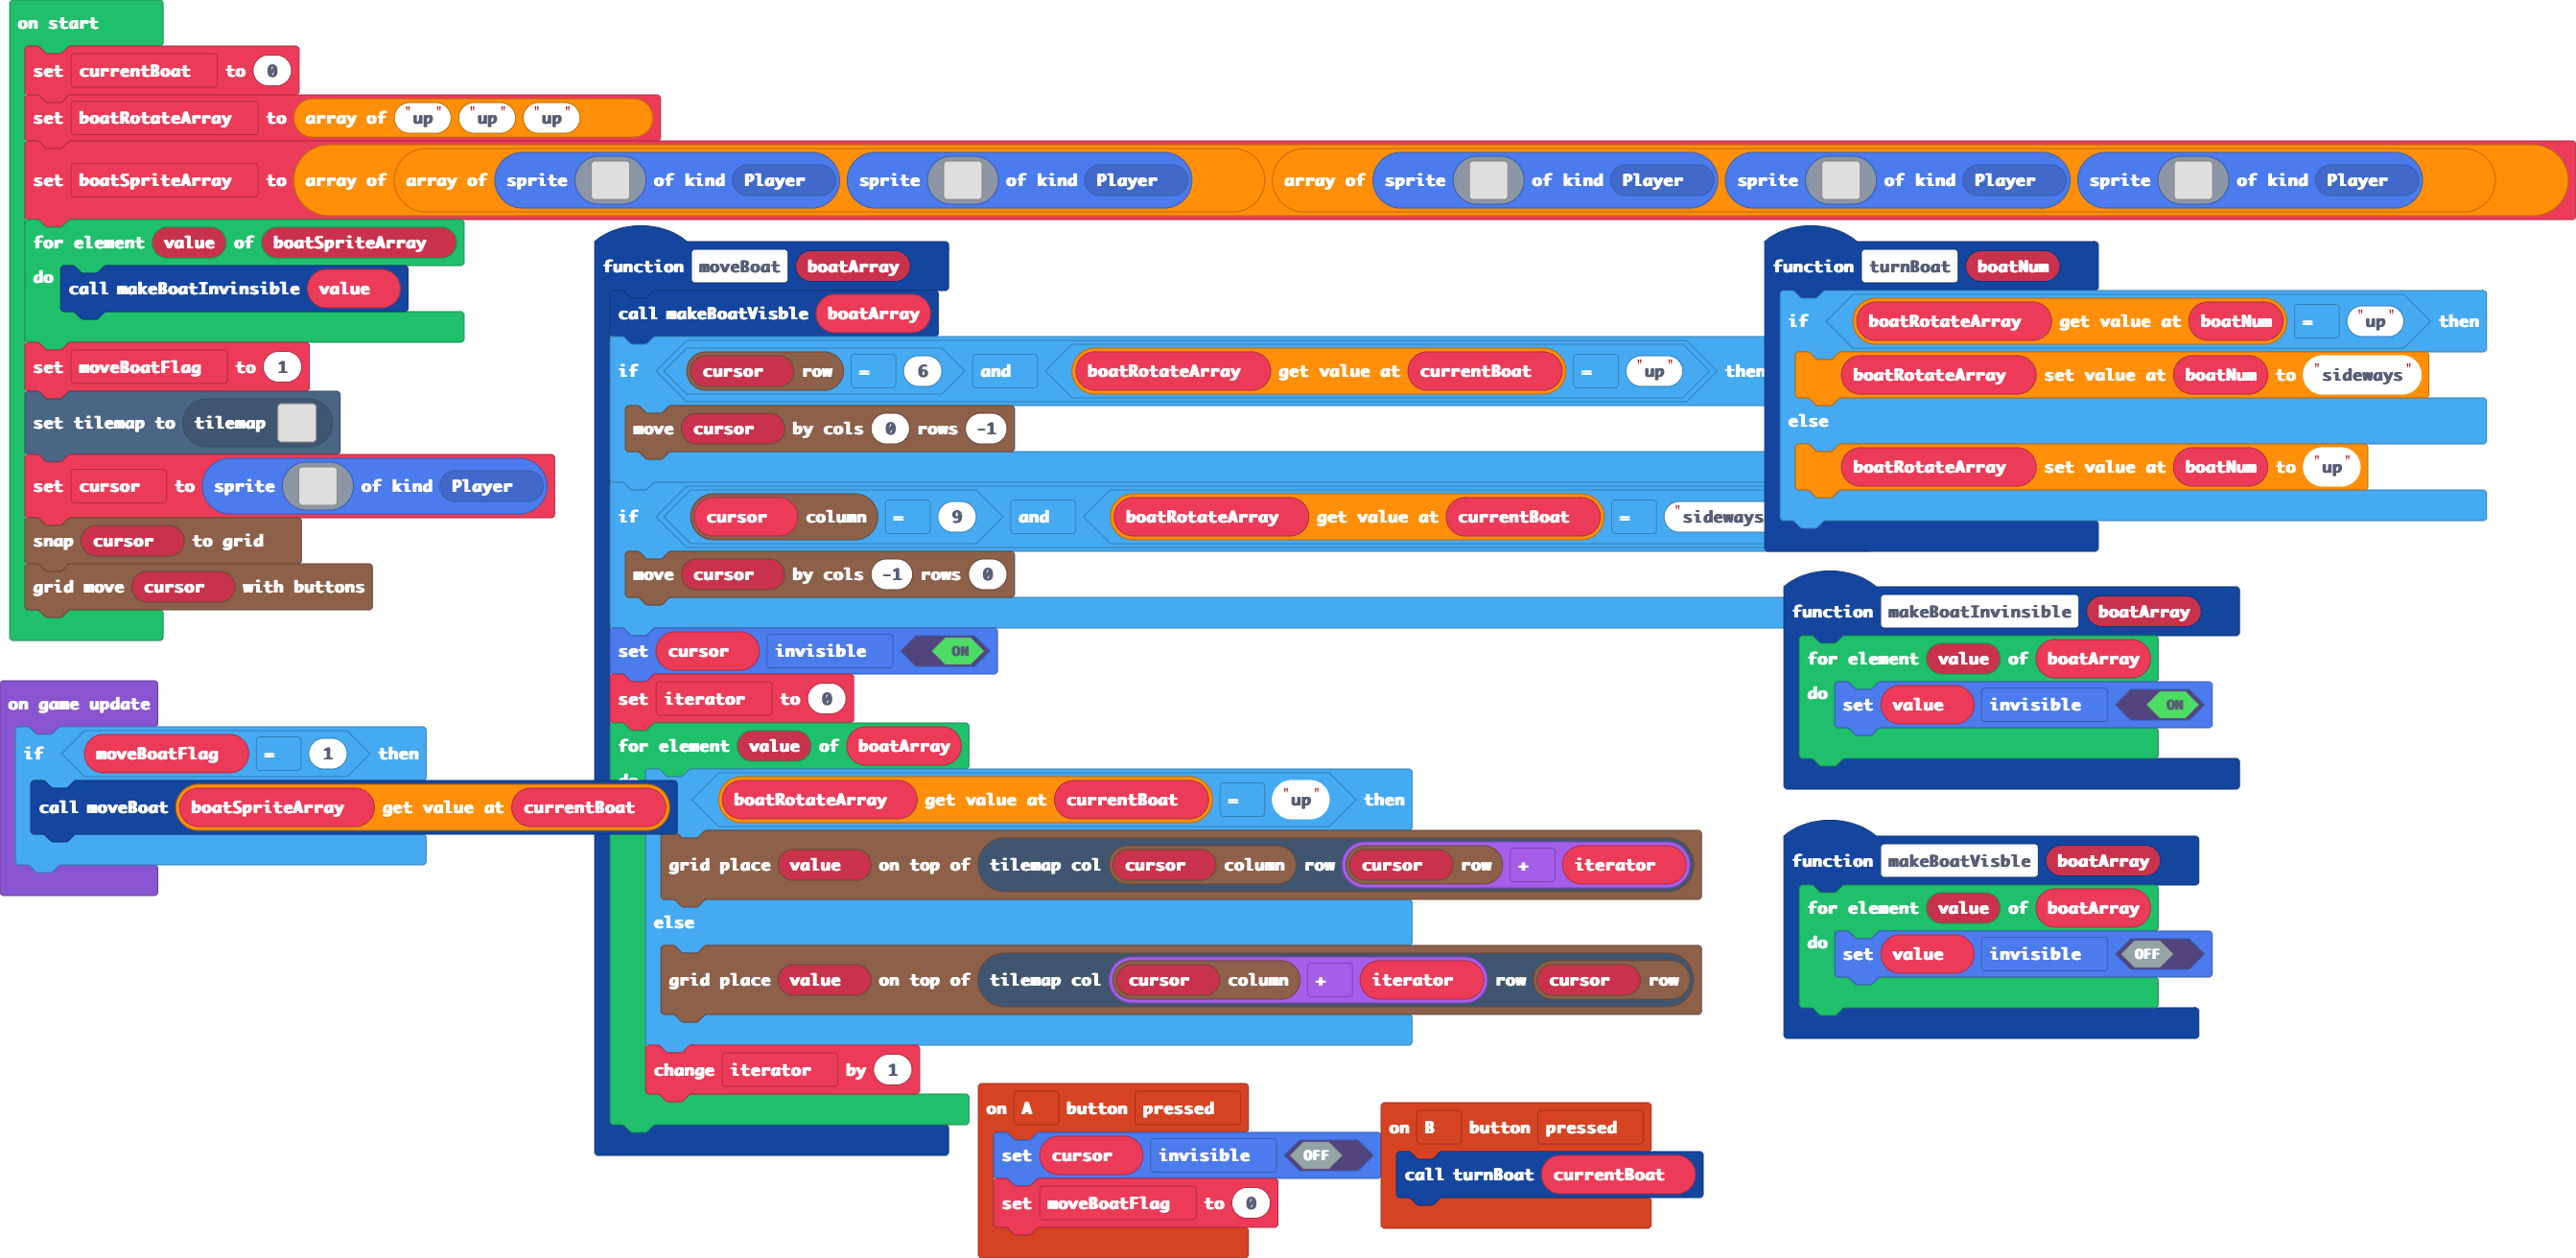 on start
set currentBoat to 0
set boatRotateArray to array of "up" "up" "up"
set boatSpriteArray to array of array of sprite of kind Player sprite of kind Player array of sprite of kind Player sprite of kind Player sprite of kind Player
for element value of boatSpriteArray
do call makeBoatInvinsible value
set moveBoatFlag to 1
set tilemap to tilemap
set cursor to sprite of kind Player
snap cursor to grid
grid move cursor with buttons
on game update
if moveBoatFlag = 1 then
call moveBoat boatSpriteArray get value at currentBoat
function moveBoat boatArray
call makeBoatVisble boatArray
if cursor row = 6 and boatRotateArray get value at currentBoat = "up" then
move cursor by cols 0 rows -1
if cursor column = 9 and boatRotateArray get value at currentBoat = "sideways
move cursor by cols -1 rows 0
set cursor invisible ON
set iterator to 0
for element value of boatArray
do
boatRotateArray get value at currentBoat = "up" then
grid place value on top of tilemap col cursor column row cursor row + iterator
else
grid place value on top of tilemap col cursor column + iterator row cursor row
change iterator by 1
on A button pressed
set cursor invisible OFF
set moveBoatFlag to 0
on B button pressed
call turnBoat currentBoat
function turnBoat boatNum
if boatRotateArray get value at boatNum = "up" then
boatRotateArray set value at boatNum to "sideways"
else
boatRotateArray set value at boatNum to "up"
function makeBoatInvinsible boatArray
for element value of boatArray
do set value invisible ON
function makeBoatVisble boatArray
for element value of boatArray
do set value invisible OFF